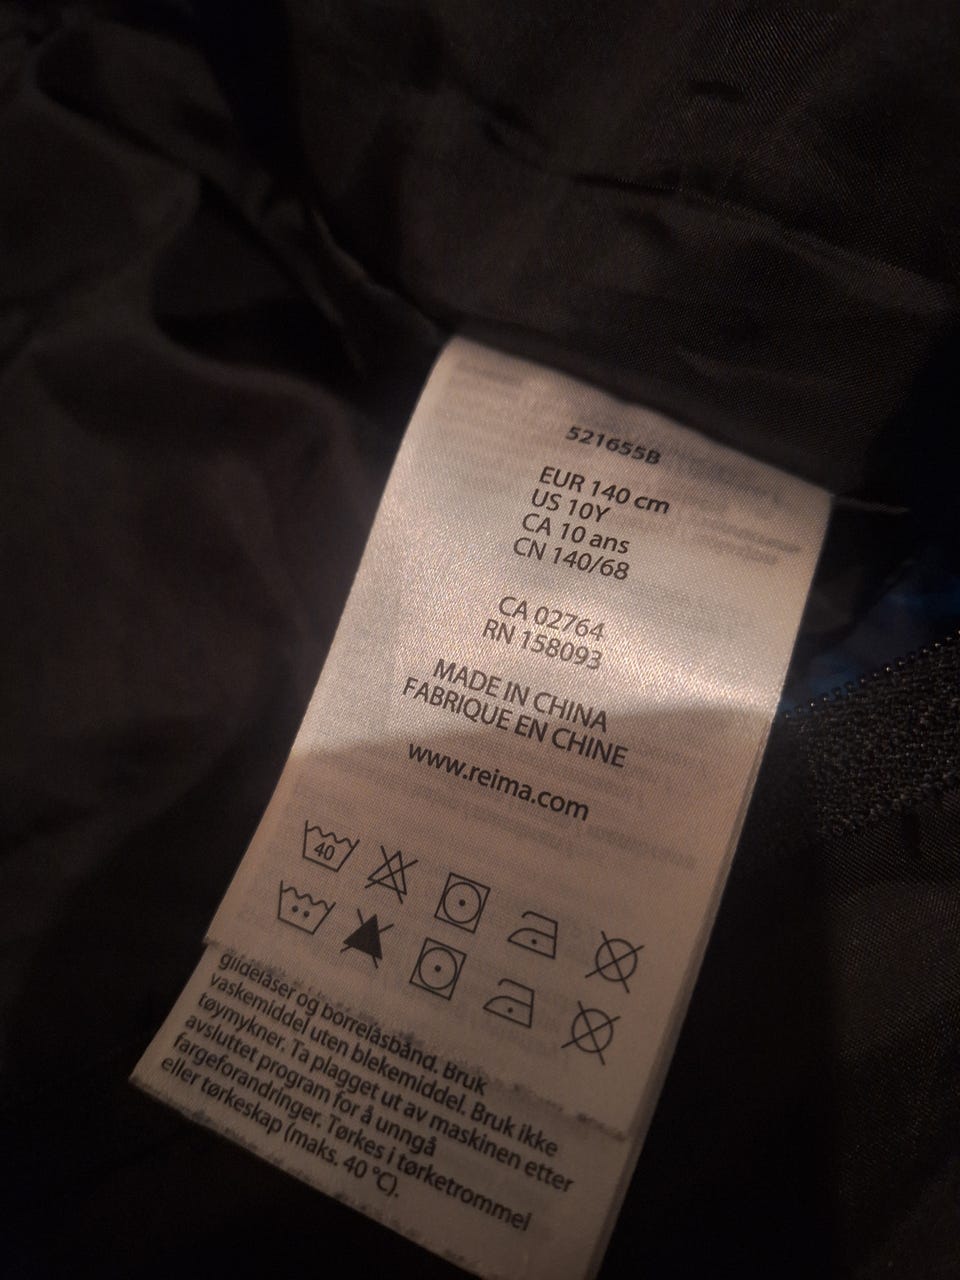 521655B
EUR 140 cm
US 10Y
CA 10 ans
CN 140/68
CA 02764
RN 158093
MADE IN CHINA
FABRIQUE EN CHINE
www.reima.com
40
glidelåser og borrelåsbånd. Bruk
vaskemiddel uten blekemiddel. Bruk ikke
tøymykner. Ta plagget ut av maskinen etter
avsluttet program for å unngå
fargeforandringer. Tørkes i tørketrommel
eller tørkeskap (maks. 40 °C).